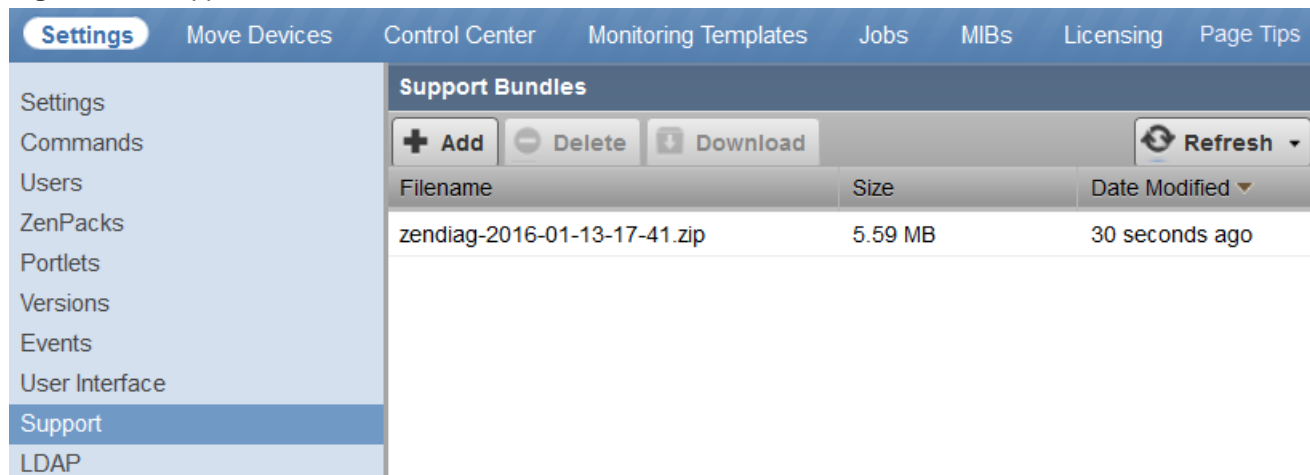 Settings Move Devices Control Center Monitoring Templates Jobs MIBs Licensing Page Tips
Settings
Commands
Users
ZenPacks
Portlets
Versions
Events
User Interface
Support
LDAP
Support Bundles
Add Delete Download Refresh
Filename Size Date Modified
zendiag-2016-01-13-17-41.zip 5.59 MB 30 seconds ago